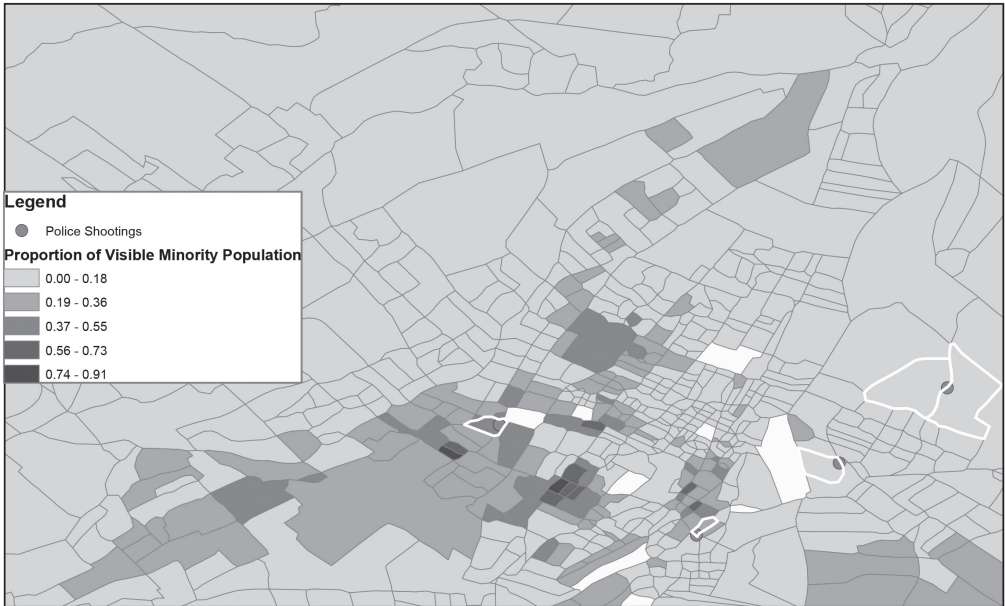 Legend
Police Shootings
Proportion of Visible Minority Population
0.00 - 0.18
0.19 - 0.36
0.37 - 0.55
0.56 - 0.73
0.74 - 0.91